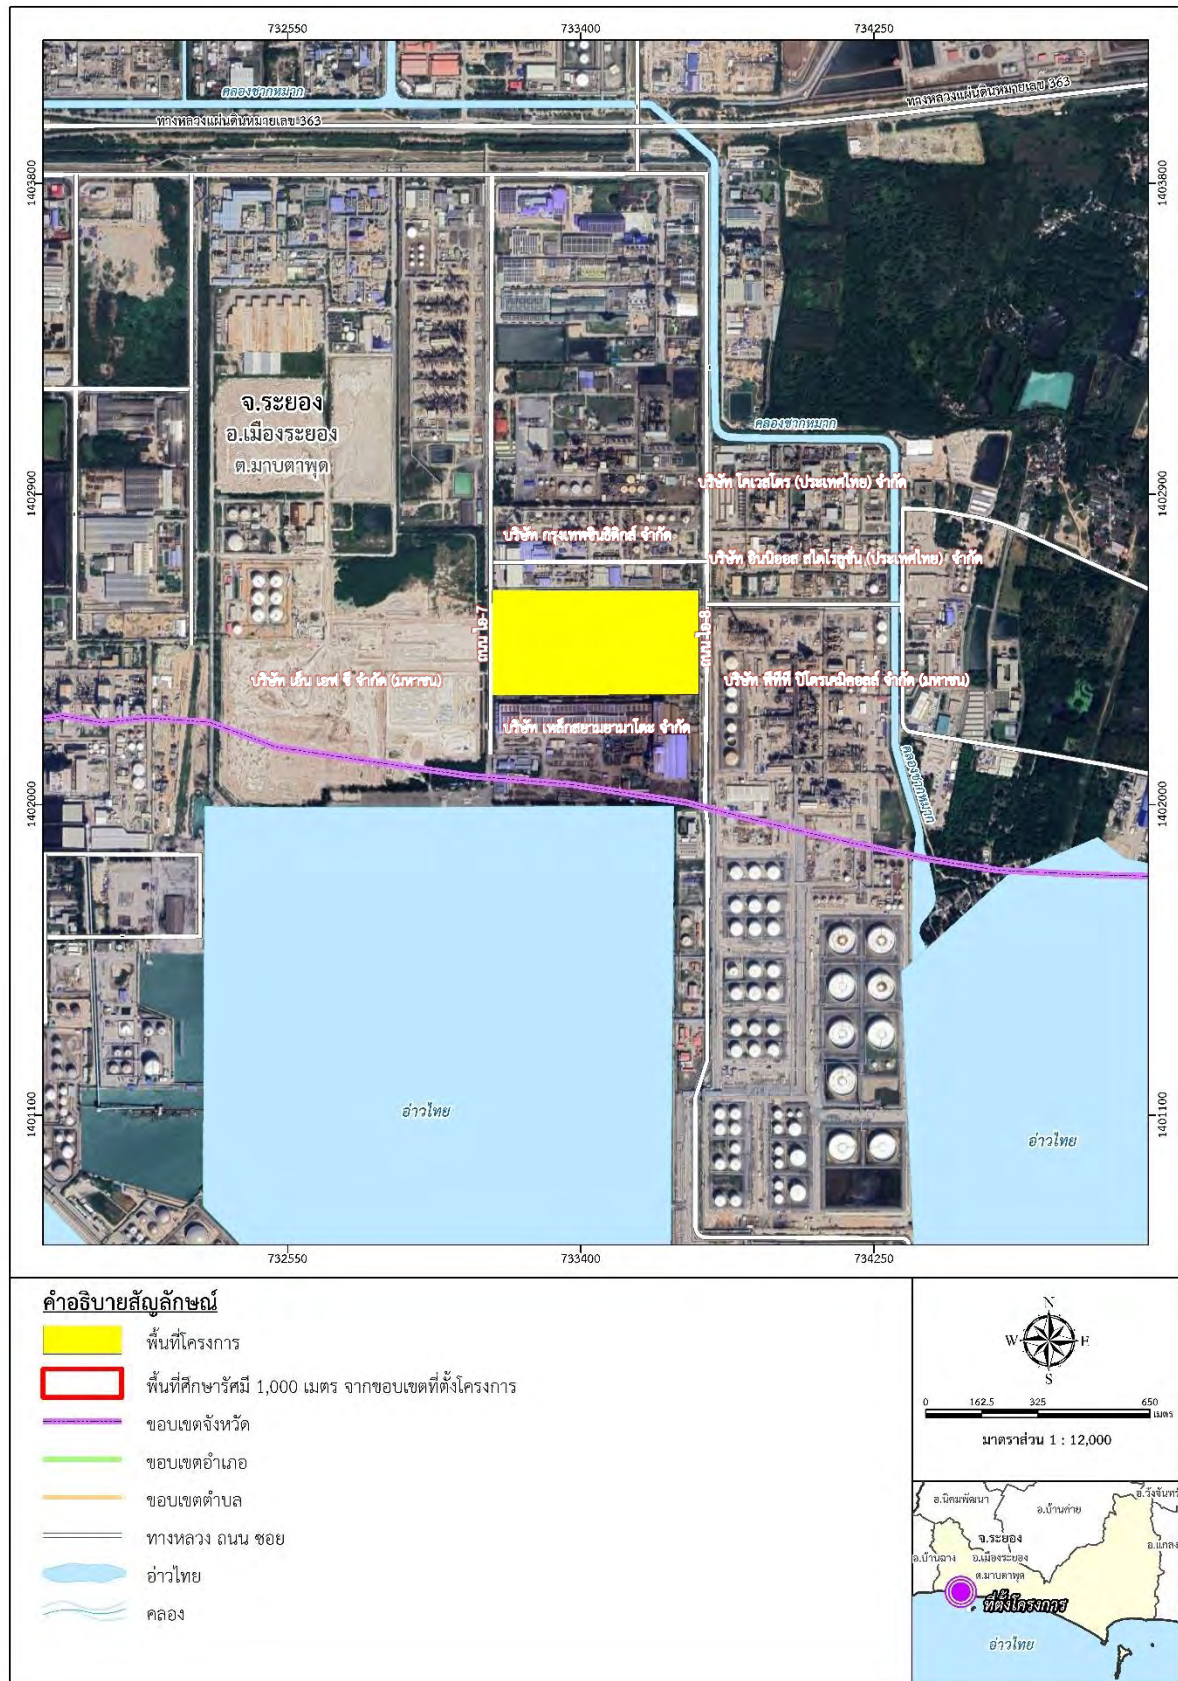 732550
733400
734250
คลองชากหมาก
ทางหลวงแผ่นดินหมายเลข 363
ทางหลวงแผ่นดินหมายเลข 363
1403800
1403800
จ.ระยอง
อ.เมืองระยอง
ต.มาบตาพุด
คลองชากหมาก
1402900
1402900
บริษัท โคเวสโตร (ประเทศไทย) จำกัด
บริษัท กรุงเทพซินธิติกส์ จำกัด
บริษัท อินนีออส สไตโรลูชั่น (ประเทศไทย) จำกัด
ถนน ไอ-7
ถนน ไอ-8
บริษัท เอ็น เอฟ ซี จำกัด (มหาชน)
บริษัท พีทีที ปิโตรเคมิคอลล์ จำกัด (มหาชน)
บริษัท เหล็กสยามยามาโตะ จำกัด
คลองชากหมาก
1402000
1402000
อ่าวไทย
อ่าวไทย
1401100
1401100
732550
733400
734250
คำอธิบายสัญลักษณ์
พื้นที่โครงการ
พื้นที่ศึกษารัศมี 1,000 เมตร จากขอบเขตที่ตั้งโครงการ
ขอบเขตจังหวัด
ขอบเขตอำเภอ
ขอบเขตตำบล
ทางหลวง ถนน ซอย
อ่าวไทย
คลอง
N
W E
S
0 162.5 325 650
เมตร
มาตราส่วน 1 : 12,000
อ.นิคมพัฒนา
อ.วังจันทร์
อ.บ้านค่าย
จ.ระยอง
อ.แกลง
อ.บ้านฉาง
อ.เมืองระยอง
ต.มาบตาพุด
ที่ตั้งโครงการ
อ่าวไทย